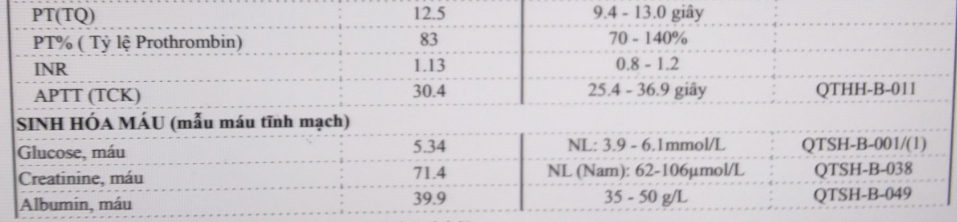 PT(TQ) 12.5 9.4 - 13.0 giây
PT% ( Tỷ lệ Prothrombin) 83 70 - 140%
INR 1.13 0.8 - 1.2
APTT (TCK) 30.4 25.4 - 36.9 giây QTHH-B-011
SINH HÓA MÁU (mẫu máu tĩnh mạch)
Glucose, máu 5.34 NL: 3.9 - 6.1mmol/L QTSH-B-001/(1)
Creatinine, máu 71.4 NL (Nam): 62-106µmol/L QTSH-B-038
Albumin, máu 39.9 35 - 50 g/L QTSH-B-049